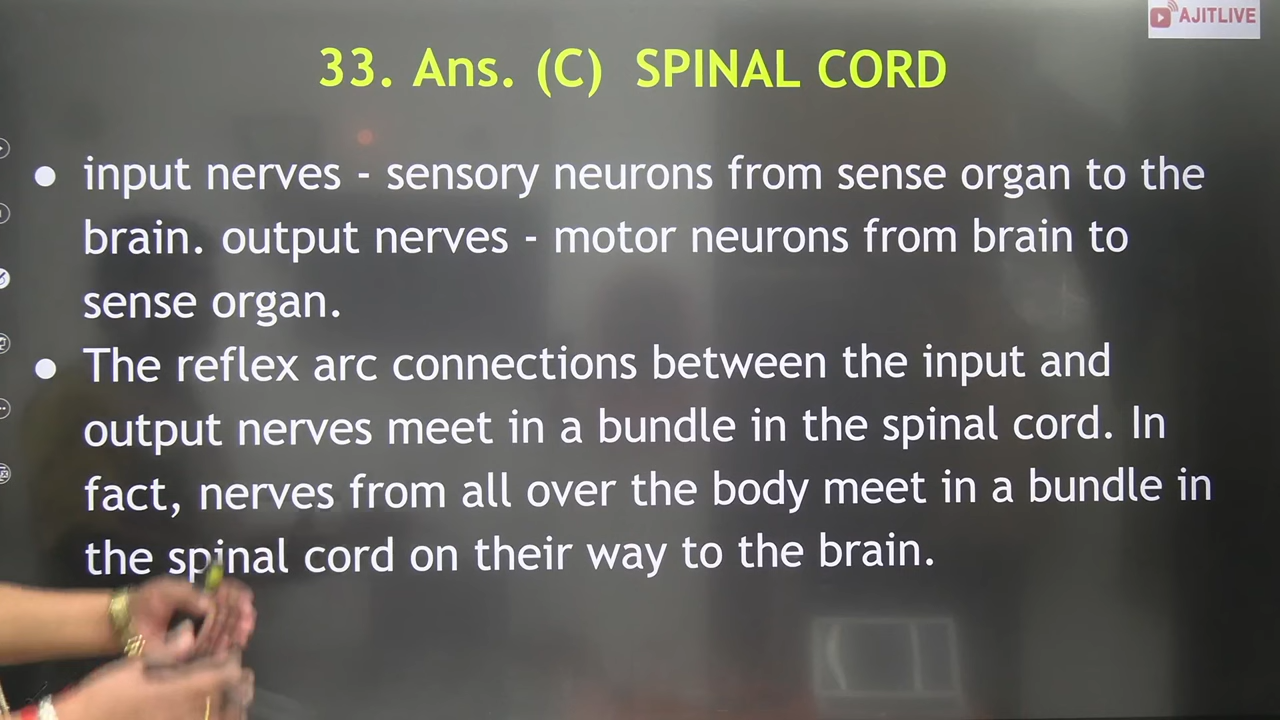 AJITLIVE
33. Ans. (C) SPINAL CORD
● input nerves - sensory neurons from sense organ to the
brain. output nerves - motor neurons from brain to
sense organ.
● The reflex arc connections between the input and
output nerves meet in a bundle in the spinal cord. In
fact, nerves from all over the body meet in a bundle in
the spinal cord on their way to the brain.